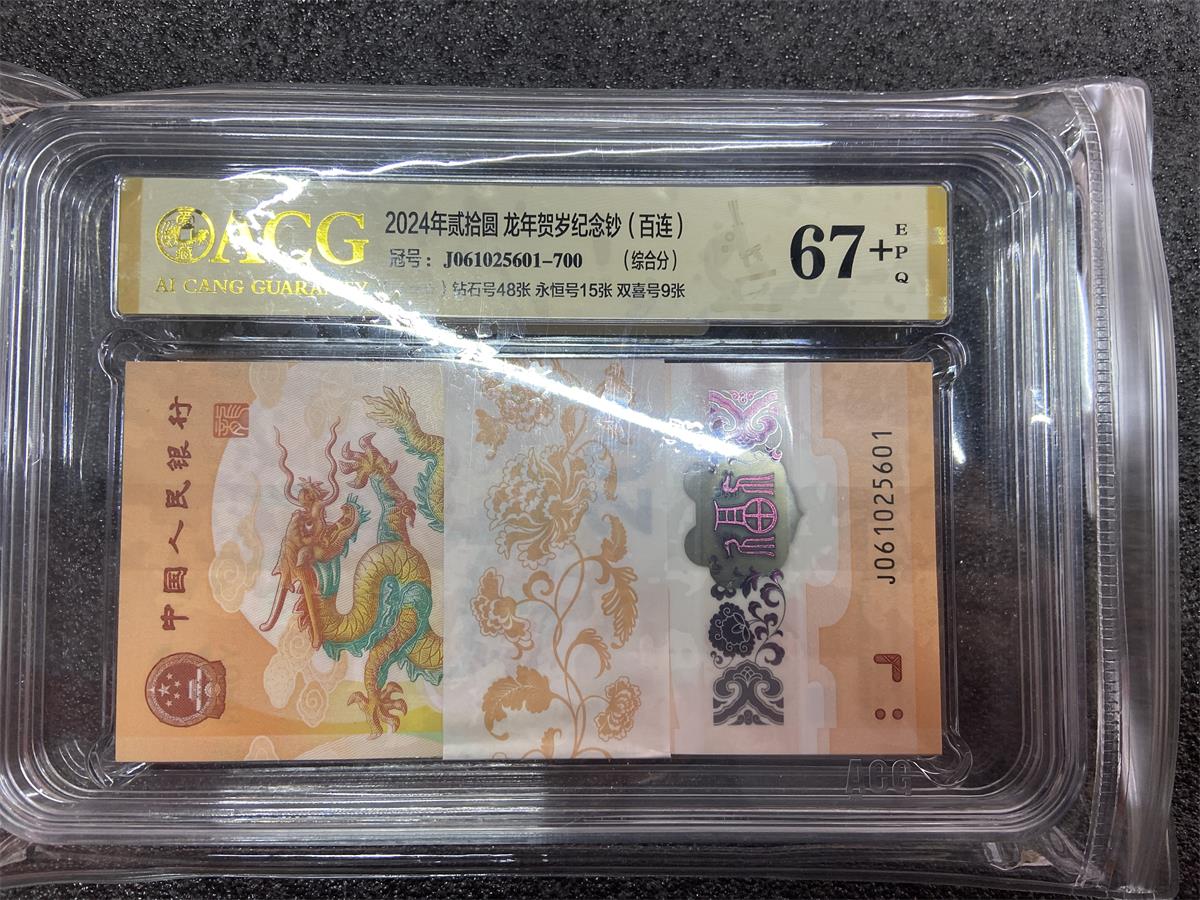 ACG
AI CANG GUARANTY
2024年贰拾圆 龙年贺岁纪念钞（百连）
冠号：J061025601-700 （综合分）
钻石号48张 永恒号15张 双喜号9张
67+
EPQ
中国人民银行
J061025601
ACG